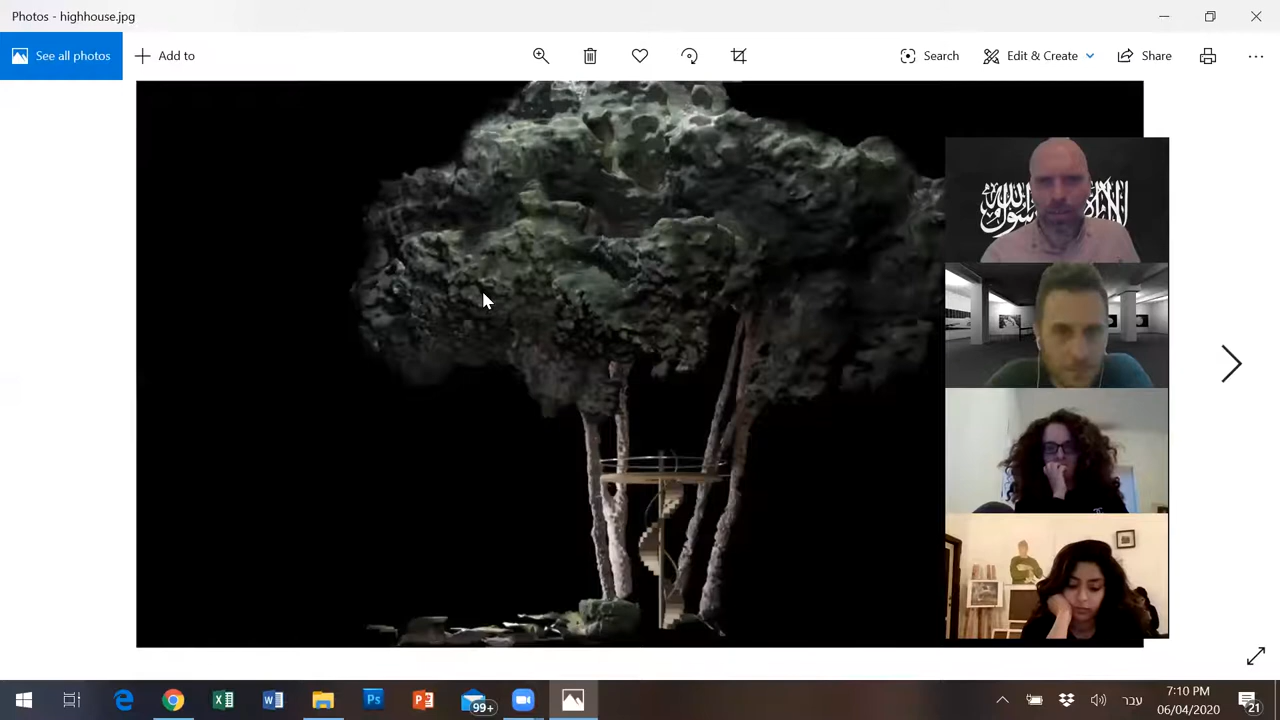 Photos - highhouse.jpg
See all photos
Add to
Search
Edit & Create
Share
99+
עבר
7:10 PM
06/04/2020
21